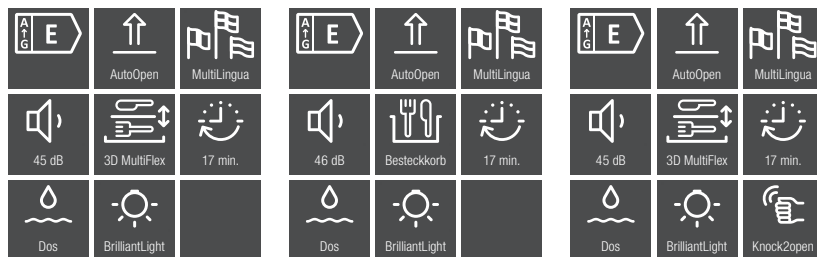 A
G
E
AutoOpen
MultiLingua
45 dB
3D MultiFlex
17 min.
Dos
BrilliantLight
A
G
E
AutoOpen
MultiLingua
46 dB
Besteckkorb
17 min.
Dos
BrilliantLight
A
G
E
AutoOpen
MultiLingua
45 dB
3D MultiFlex
17 min.
Dos
BrilliantLight
Knock2open